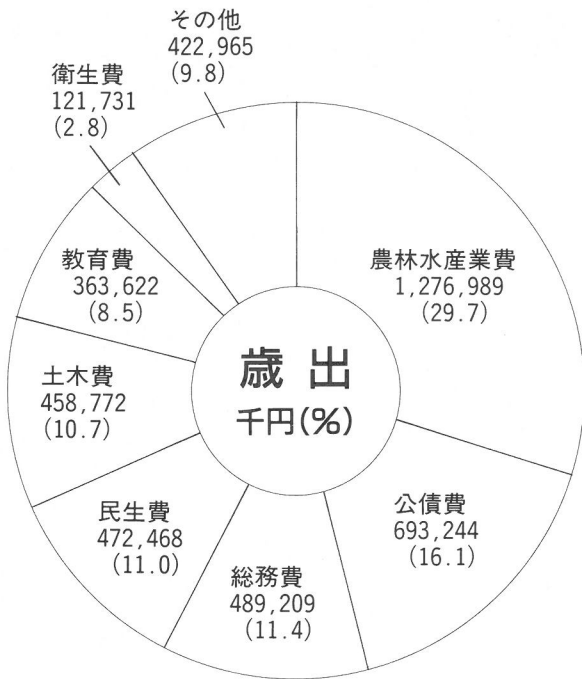 その他
422,965
(9.8)
衛生費
121,731
(2.8)
教育費
363,622
(8.5)
土木費
458,772
(10.7)
民生費
472,468
(11.0)
総務費
489,209
(11.4)
公債費
693,244
(16.1)
農林水産業費
1,276,989
(29.7)
歳出
千円(%)